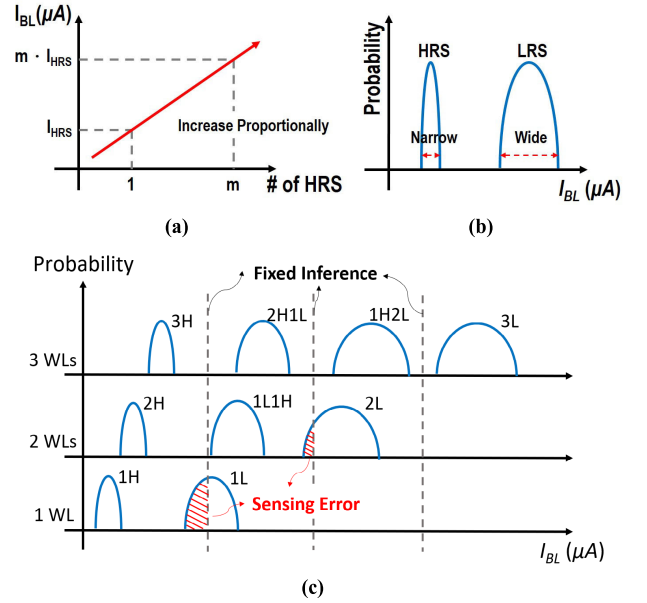 I_BL(µA)
m · I_HRS
I_HRS
Increase Proportionally
1
m
# of HRS
(a)
Probability
HRS
LRS
Narrow
Wide
I_BL (µA)
(b)
Probability
Fixed Inference
3H
2H1L
1H2L
3L
3 WLs
2H
1L1H
2L
2 WLs
1H
1L
Sensing Error
1 WL
I_BL (µA)
(c)